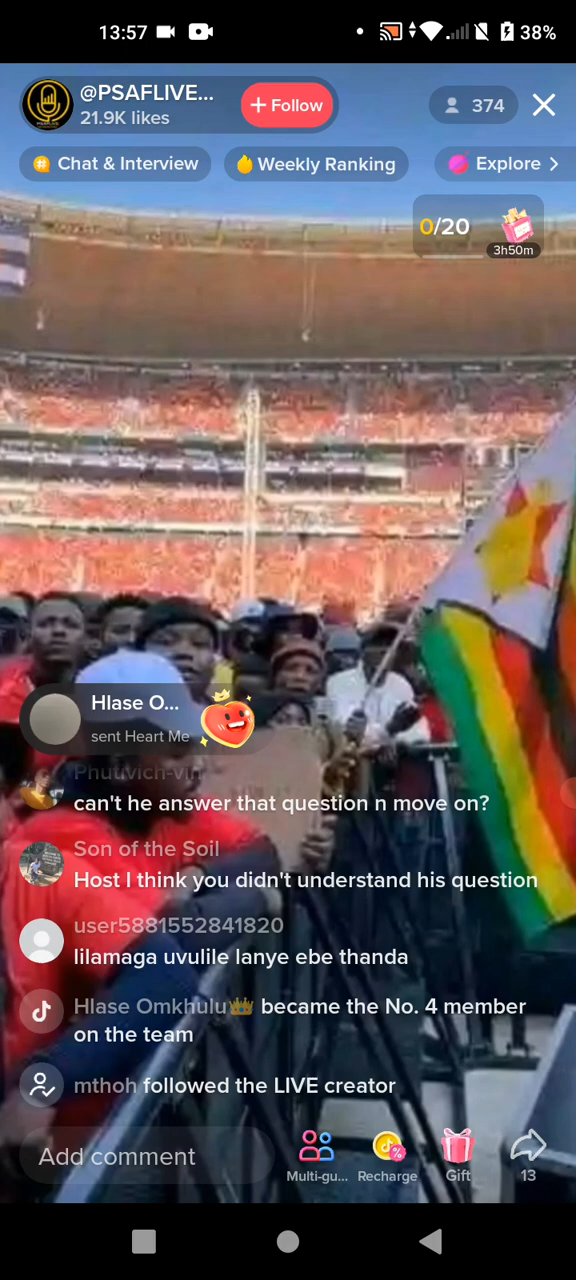 13:57
38%
@PSAFLIVE...
21.9K likes
+ Follow
374
Chat & Interview
Weekly Ranking
Explore
0/20
3h50m
Hlase O...
sent Heart Me
Phutivich-vin
can't he answer that question n move on?
Son of the Soil
Host I think you didn't understand his question
user5881552841820
lilamaga uvulile lanye ebe thanda
Hlase Omkhulu👑 became the No. 4 member
on the team
mthoh followed the LIVE creator
Add comment
Multi-gu...
Recharge
Gift
13